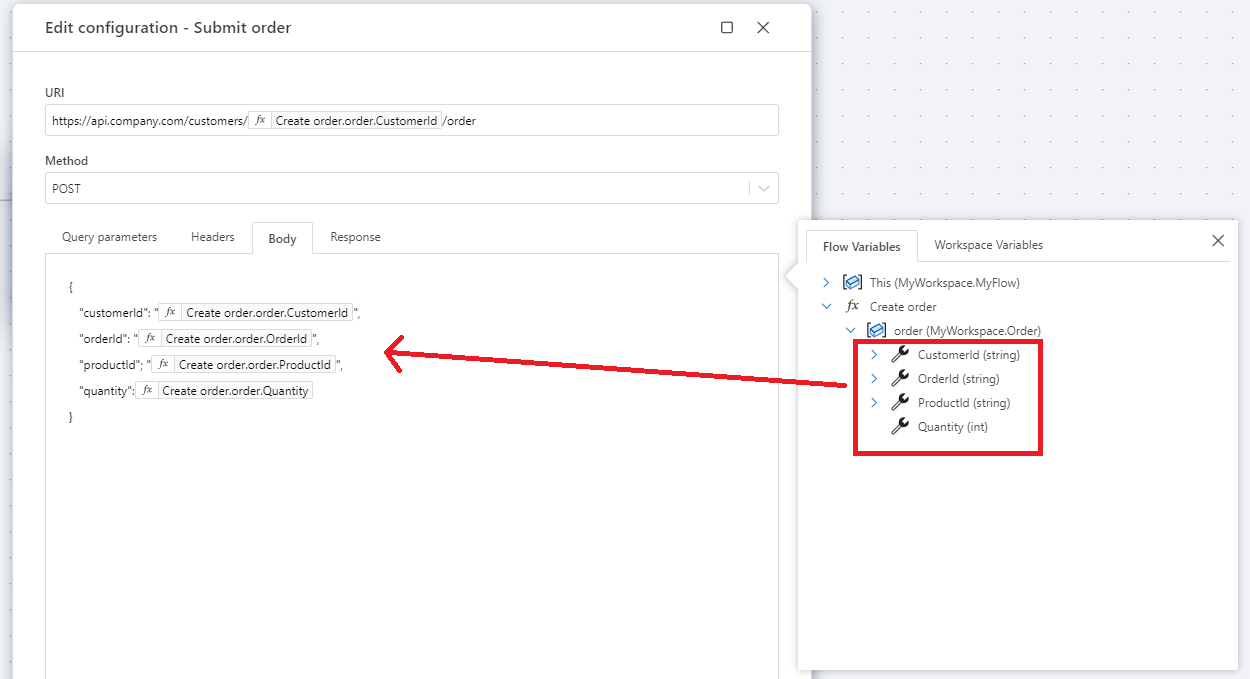 Edit configuration - Submit order
URI
https://api.company.com/customers/ fx Create order.order.CustomerId /order
Method
POST
Query parameters Headers Body Response
{
"customerId": " fx Create order.order.CustomerId ",
"orderId": " fx Create order.order.OrderId ",
"productId"; " fx Create order.order.ProductId ",
"quantity": fx Create order.order.Quantity
}
Flow Variables Workspace Variables
This (MyWorkspace.MyFlow)
fx Create order
order (MyWorkspace.Order)
CustomerId (string)
OrderId (string)
ProductId (string)
Quantity (int)